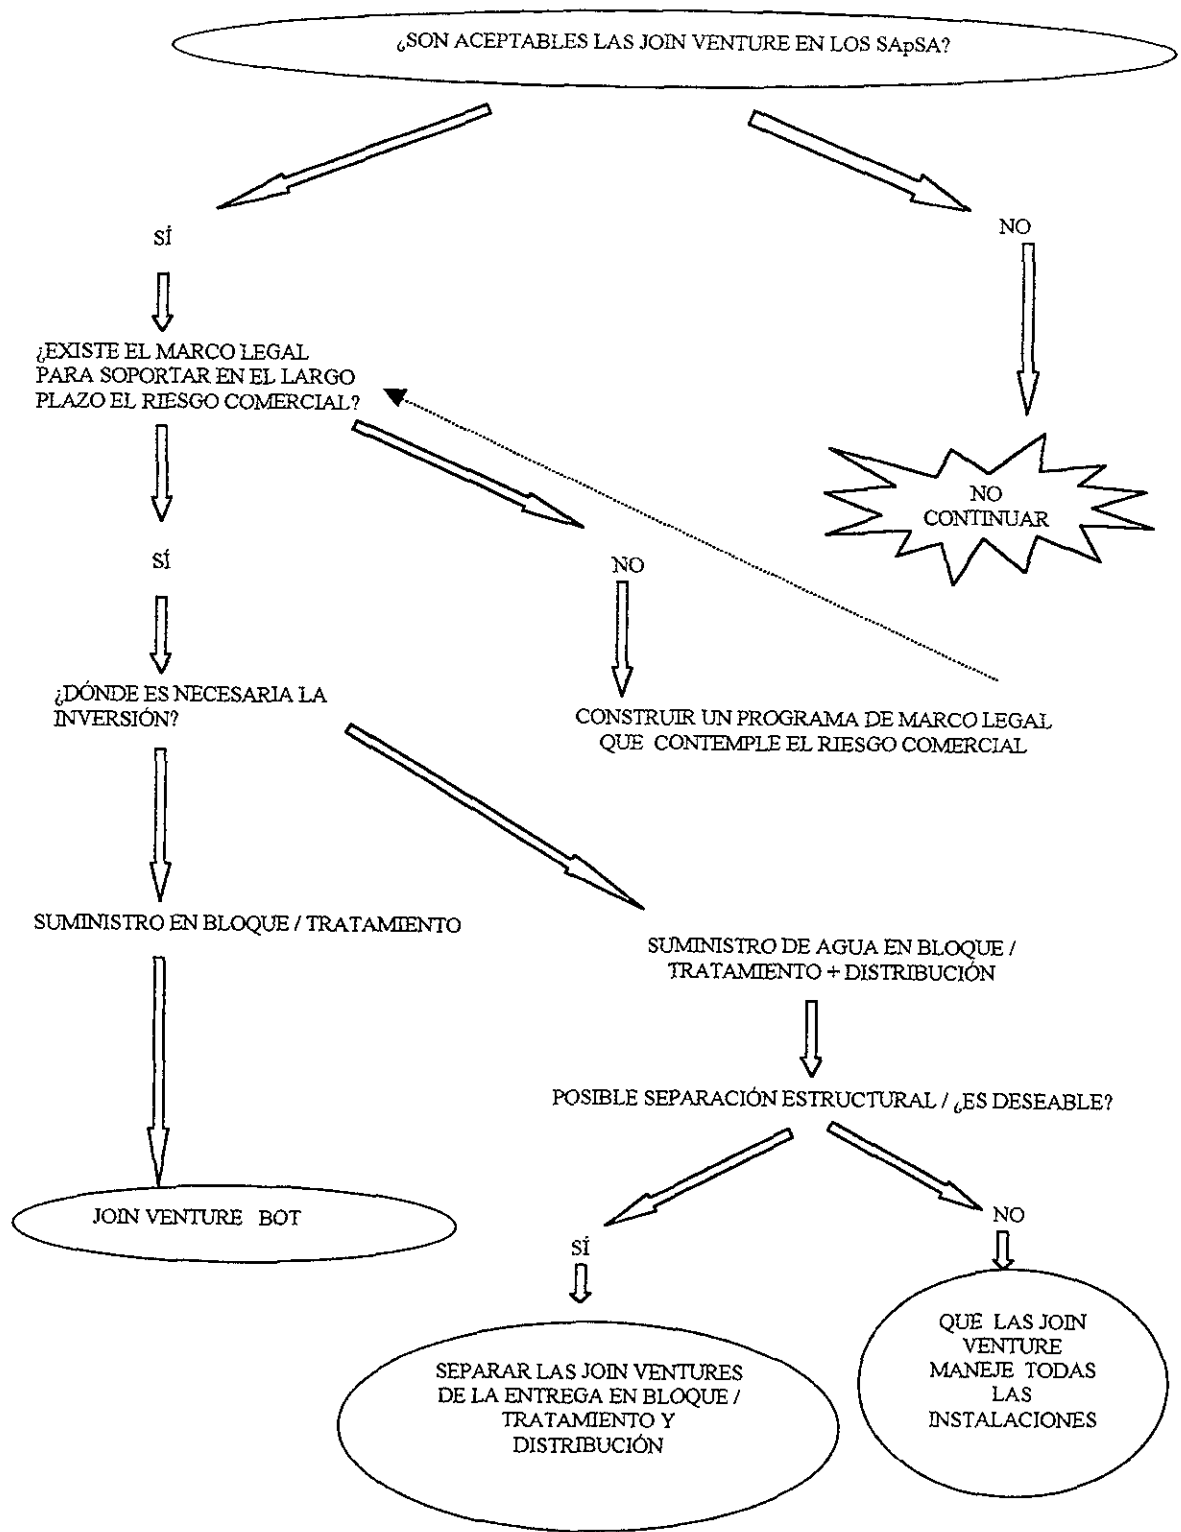 ¿SON ACEPTABLES LAS JOIN VENTURE EN LOS SApSA?
SÍ
NO
¿EXISTE EL MARCO LEGAL
PARA SOPORTAR EN EL LARGO
PLAZO EL RIESGO COMERCIAL?
NO
CONTINUAR
SÍ
NO
¿DÓNDE ES NECESARIA LA
INVERSIÓN?
CONSTRUIR UN PROGRAMA DE MARCO LEGAL
QUE CONTEMPLE EL RIESGO COMERCIAL
SUMINISTRO EN BLOQUE / TRATAMIENTO
SUMINISTRO DE AGUA EN BLOQUE /
TRATAMIENTO + DISTRIBUCIÓN
POSIBLE SEPARACIÓN ESTRUCTURAL / ¿ES DESEABLE?
JOIN VENTURE BOT
SÍ
NO
SEPARAR LAS JOIN VENTURES
DE LA ENTREGA EN BLOQUE /
TRATAMIENTO Y
DISTRIBUCIÓN
QUE LAS JOIN
VENTURE
MANEJE TODAS
LAS
INSTALACIONES